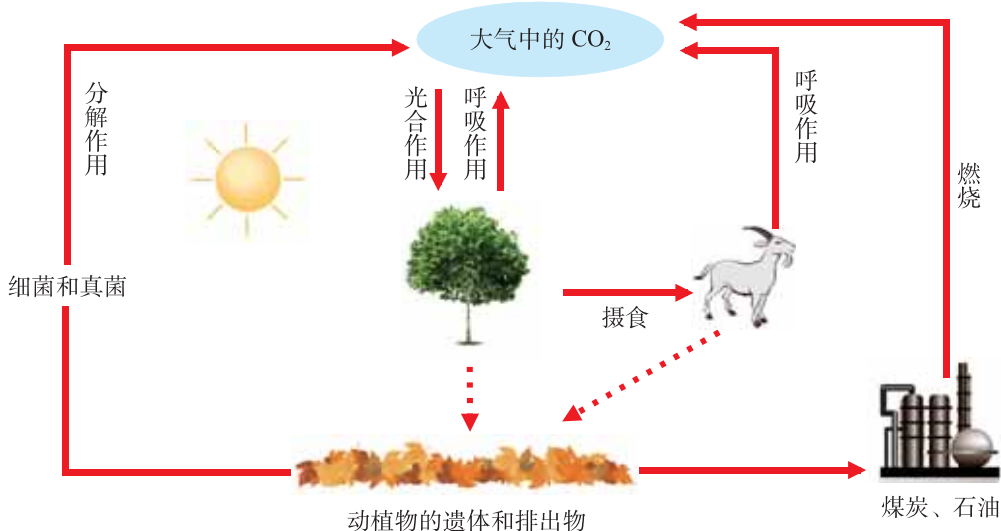 大气中的 CO₂
分解作用
光合作用
呼吸作用
呼吸作用
燃烧
细菌和真菌
摄食
动植物的遗体和排出物
煤炭、石油